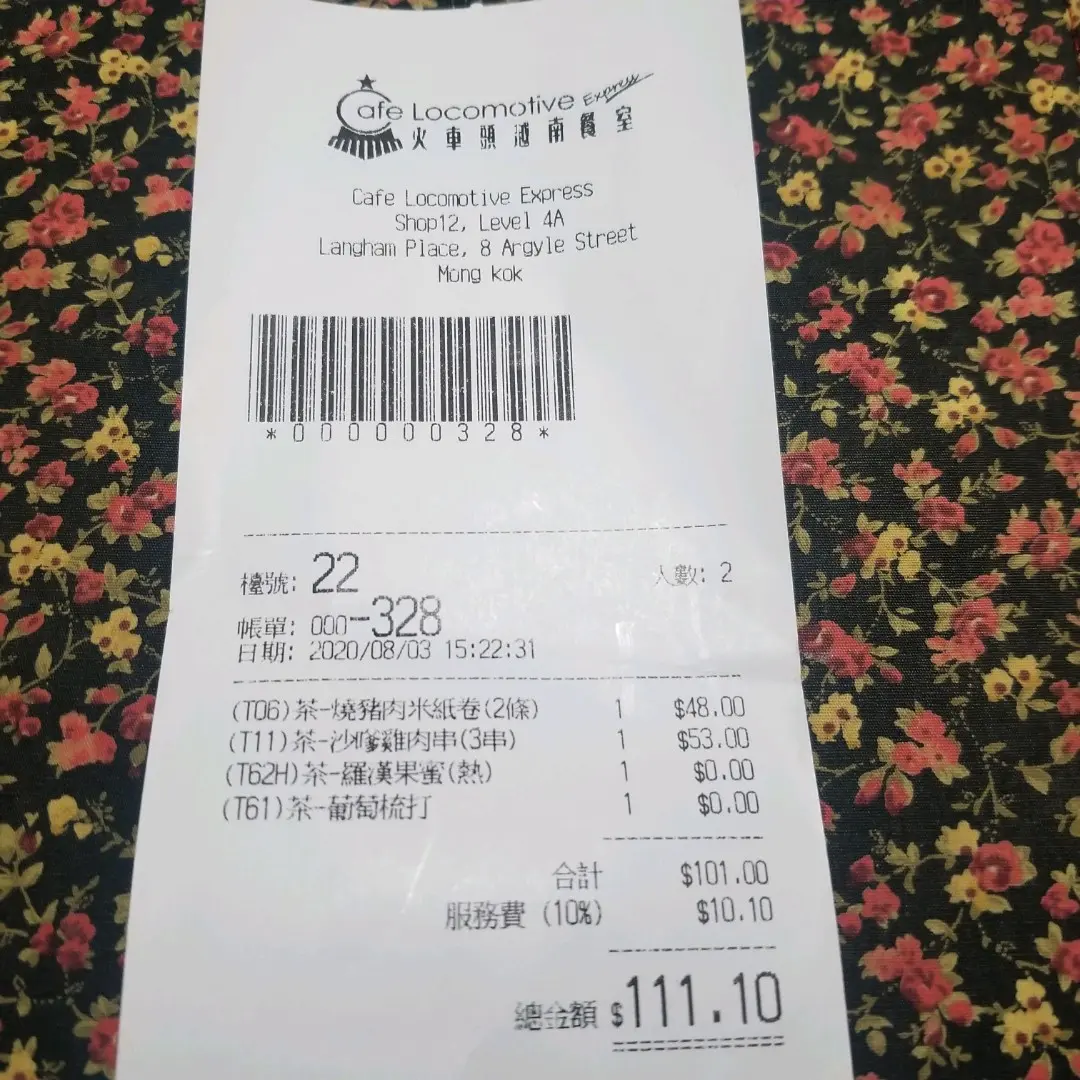 Cafe Locomotive Express
火車頭越南餐室
Cafe Locomotive Express
Shop12, Level 4A
Langham Place, 8 Argyle Street
Mong kok
*000000328*
檯號: 22 人數: 2
帳單: 000-328
日期: 2020/08/03 15:22:31
(T06)茶-燒豬肉米紙卷(2條) 1 $48.00
(T11)茶-沙嗲雞肉串(3串) 1 $53.00
(T62H)茶-羅漢果蜜(熱) 1 $0.00
(T61)茶-葡萄梳打 1 $0.00
合計 $101.00
服務費 (10%) $10.10
總金額 $111.10